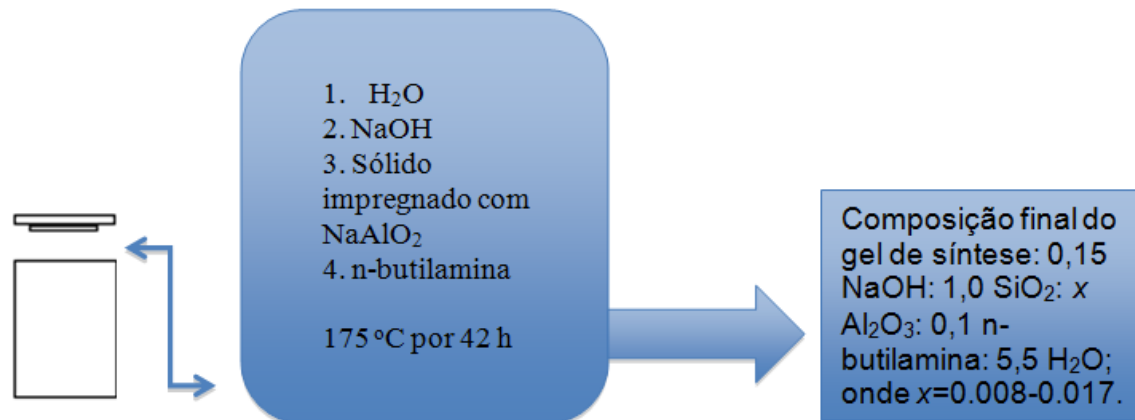 1. H₂O
2. NaOH
3. Sólido
impregnado com
NaAlO₂
4. n-butilamina
175 ºC por 42 h
Composição final do
gel de síntese: 0,15
NaOH: 1,0 SiO₂: x
Al₂O₃: 0,1 n-
butilamina: 5,5 H₂O;
onde x=0.008-0.017.